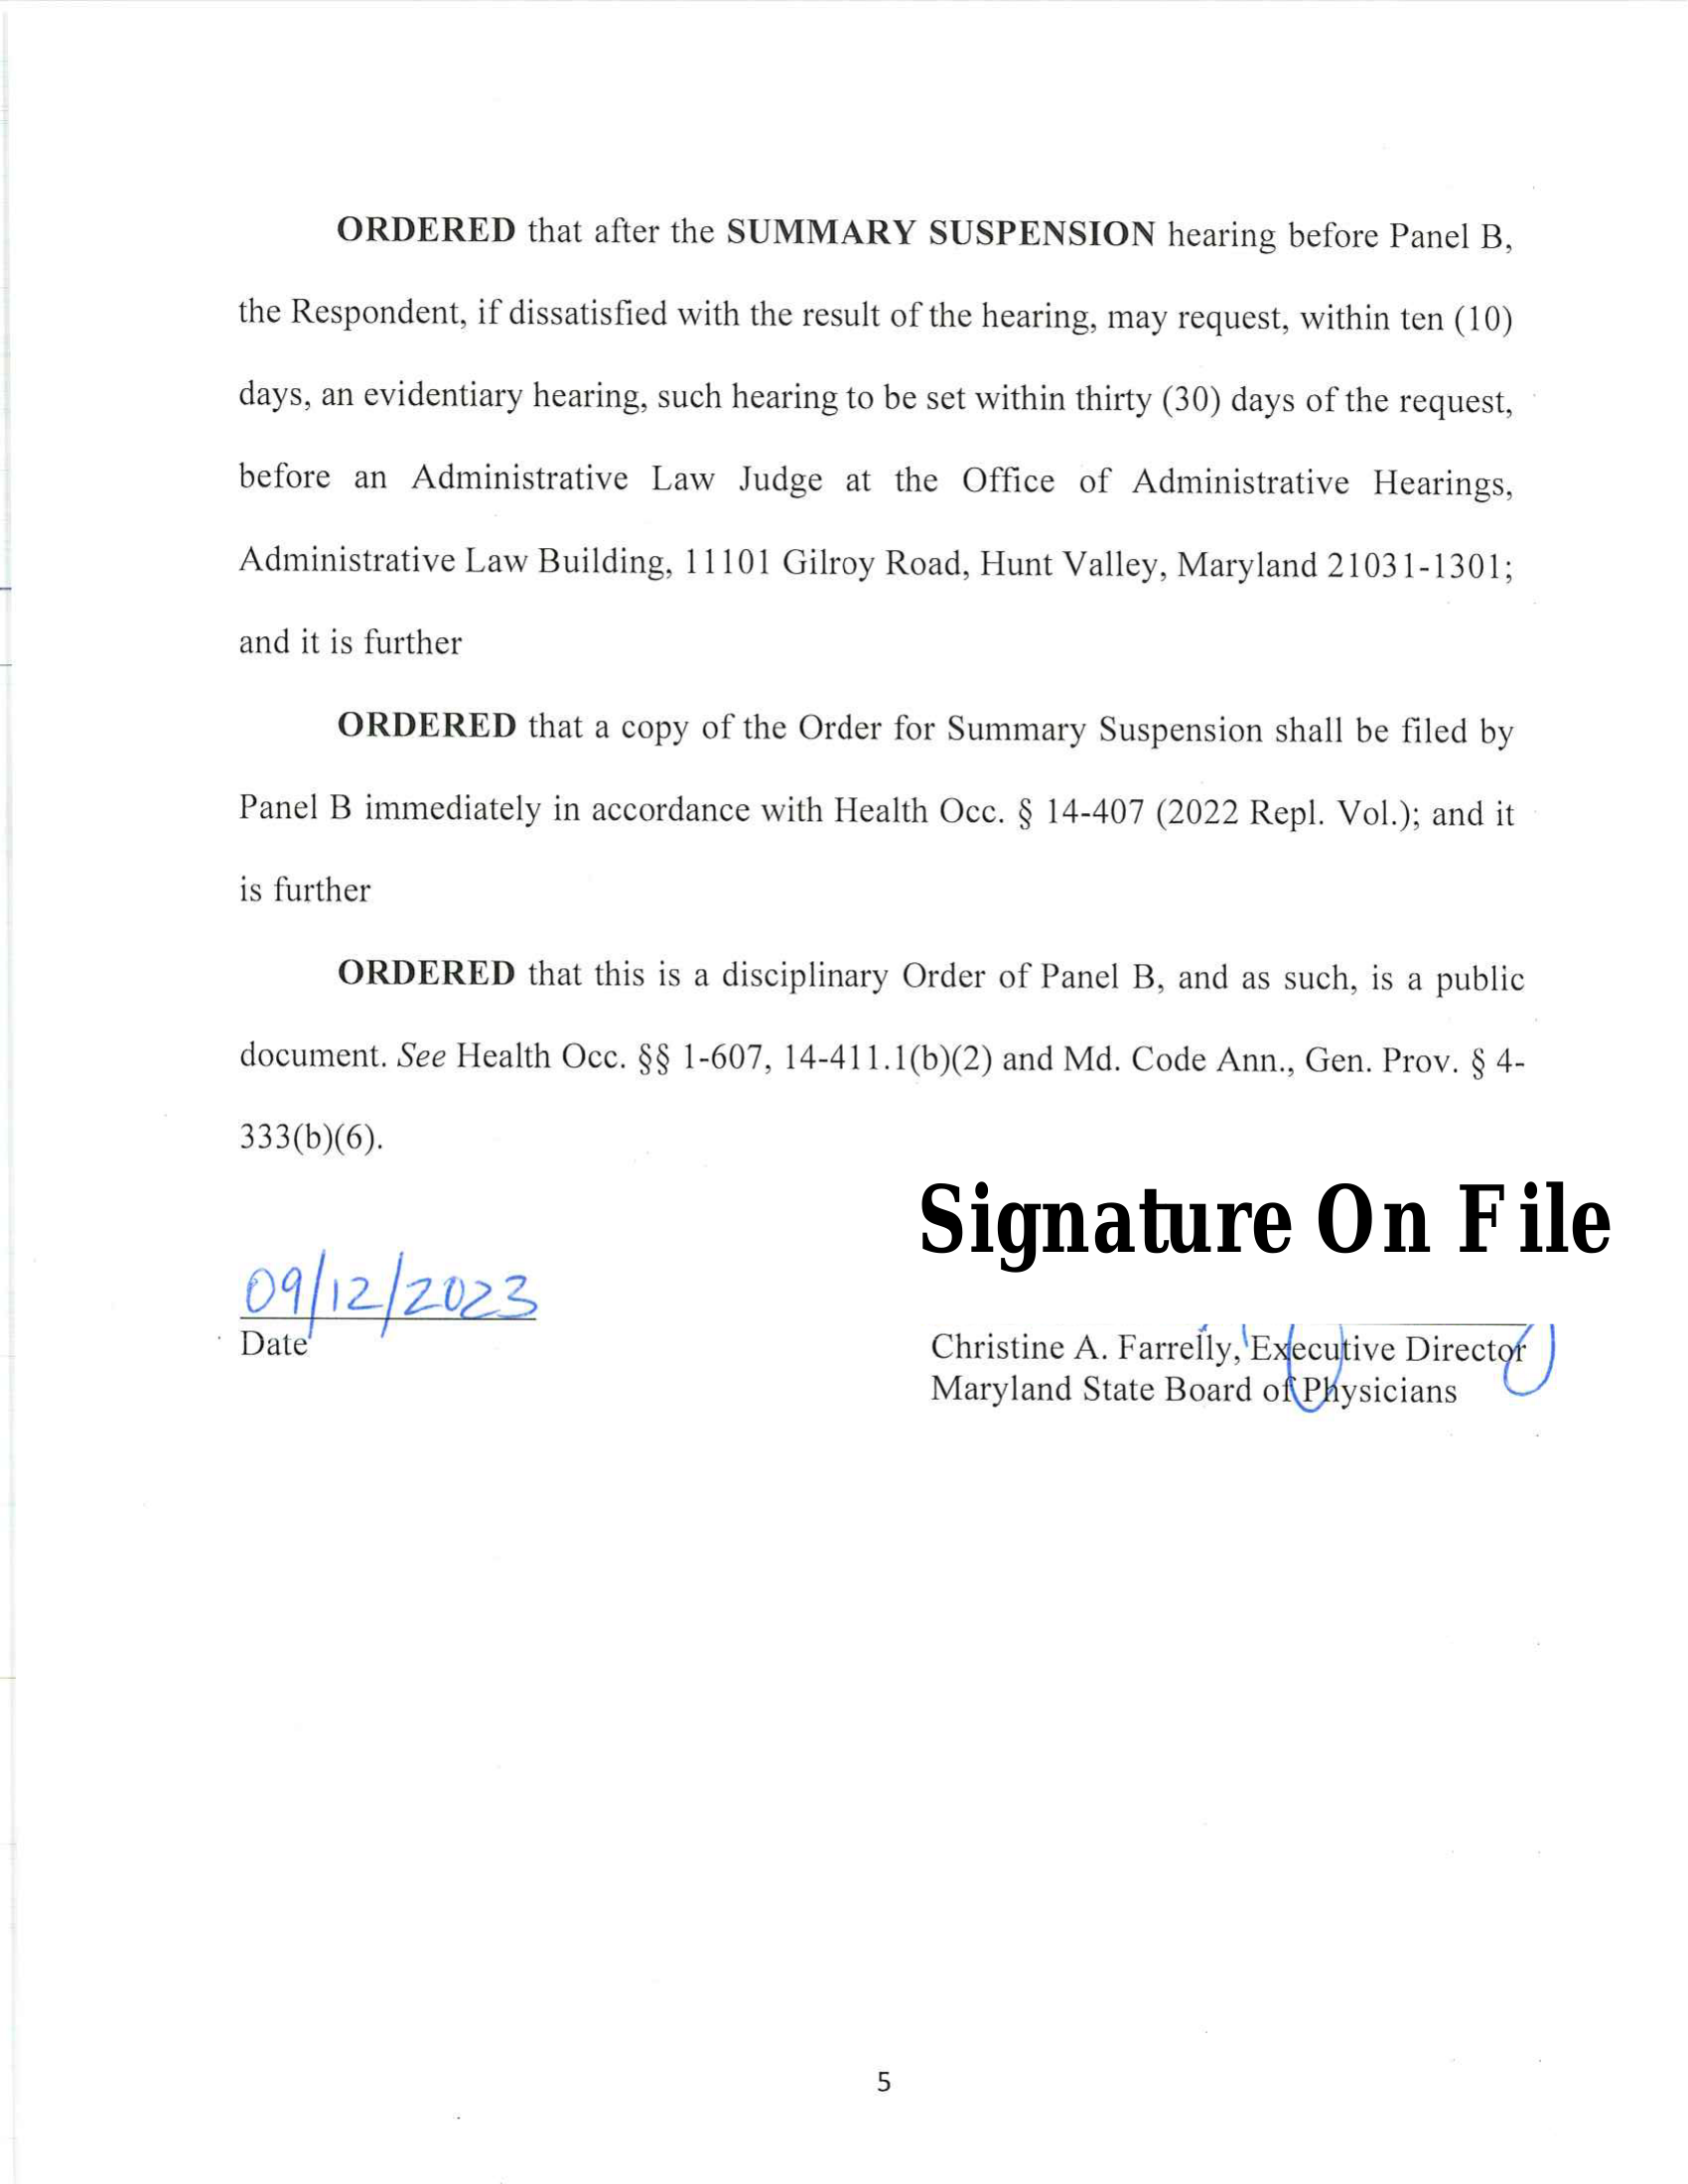 ORDERED that after the SUMMARY SUSPENSION hearing before Panel B,
the Respondent, if dissatisfied with the result of the hearing, may request, within ten (10)
days, an evidentiary hearing, such hearing to be set within thirty (30) days of the request,
before an Administrative Law Judge at the Office of Administrative Hearings,
Administrative Law Building, 11101 Gilroy Road, Hunt Valley, Maryland 21031-1301;
and it is further
ORDERED that a copy of the Order for Summary Suspension shall be filed by
Panel B immediately in accordance with Health Occ. § 14-407 (2022 Repl. Vol.); and it
is further
ORDERED that this is a disciplinary Order of Panel B, and as such, is a public
document. See Health Occ. §§ 1-607, 14-411.1(b)(2) and Md. Code Ann., Gen. Prov. § 4-
333(b)(6).
Signature On File
09/12/2023
Date
Christine A. Farrelly, Executive Director
Maryland State Board of Physicians
5